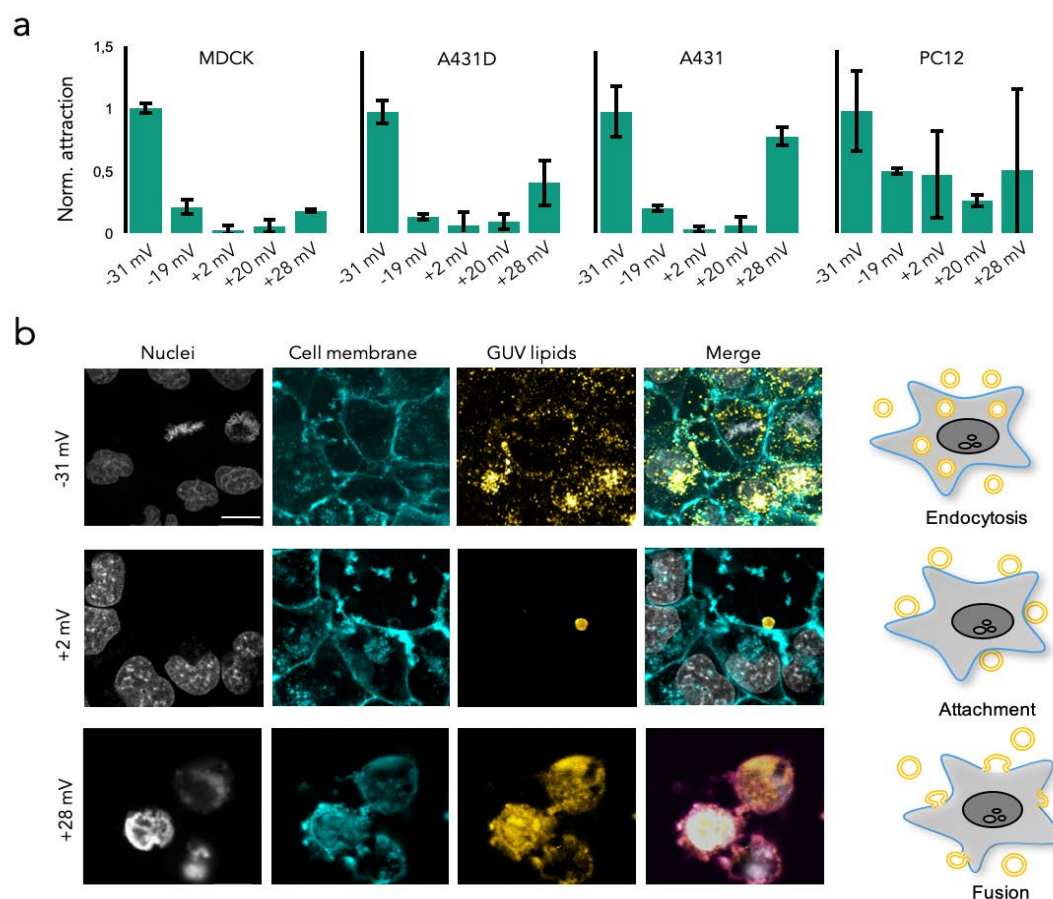 a
MDCK A431D A431 PC12
Norm. attraction
1,5
1
0,5
0
-31 mV -19 mV +2 mV +20 mV +28 mV
-31 mV -19 mV +2 mV +20 mV +28 mV
-31 mV -19 mV +2 mV +20 mV +28 mV
-31 mV -19 mV +2 mV +20 mV +28 mV
b
Nuclei Cell membrane GUV lipids Merge
-31 mV
Endocytosis
+2 mV
Attachment
+28 mV
Fusion